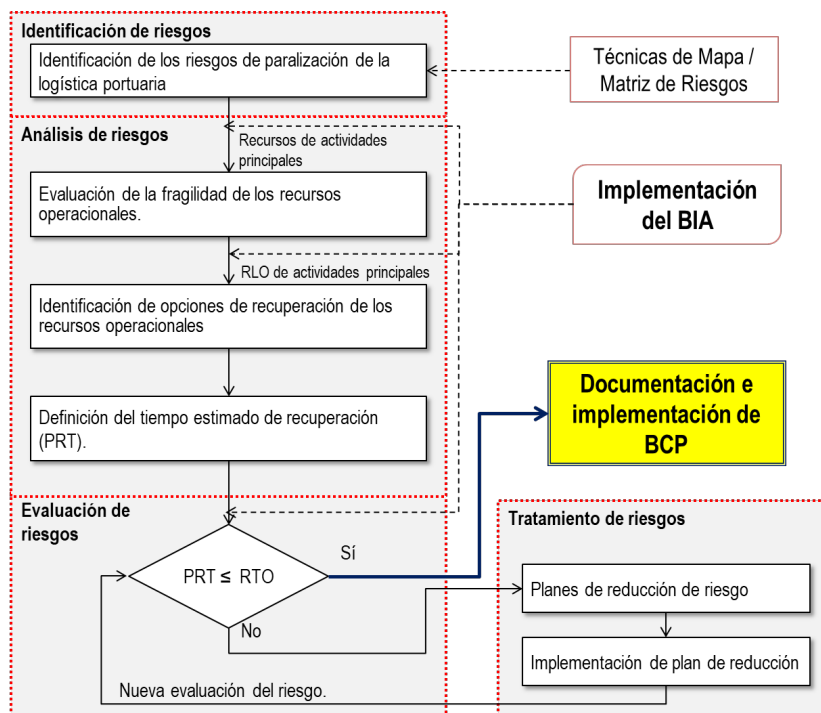 Identificación de riesgos
Identificación de los riesgos de paralización de la
logística portuaria
Técnicas de Mapa /
Matriz de Riesgos
Análisis de riesgos
Recursos de actividades
principales
Evaluación de la fragilidad de los recursos
operacionales.
Implementación
del BIA
RLO de actividades principales
Identificación de opciones de recuperación de los
recursos operacionales
Definición del tiempo estimado de recuperación
(PRT).
Documentación e
implementación de
BCP
Evaluación de
riesgos
PRT ≤ RTO
Sí
No
Nueva evaluación del riesgo.
Tratamiento de riesgos
Planes de reducción de riesgo
Implementación de plan de reducción